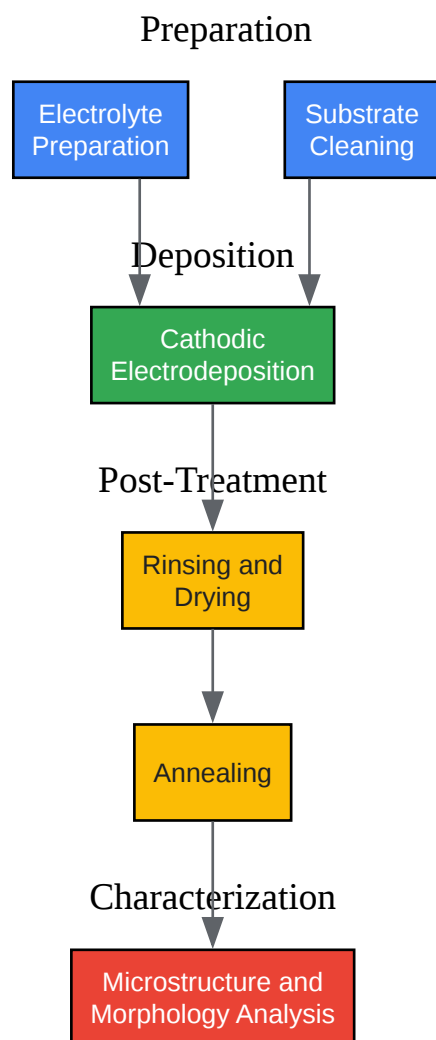 Preparation
Electrolyte
Preparation
Substrate
Cleaning
Deposition
Cathodic
Electrodeposition
Post-Treatment
Rinsing and
Drying
Annealing
Characterization
Microstructure and
Morphology Analysis